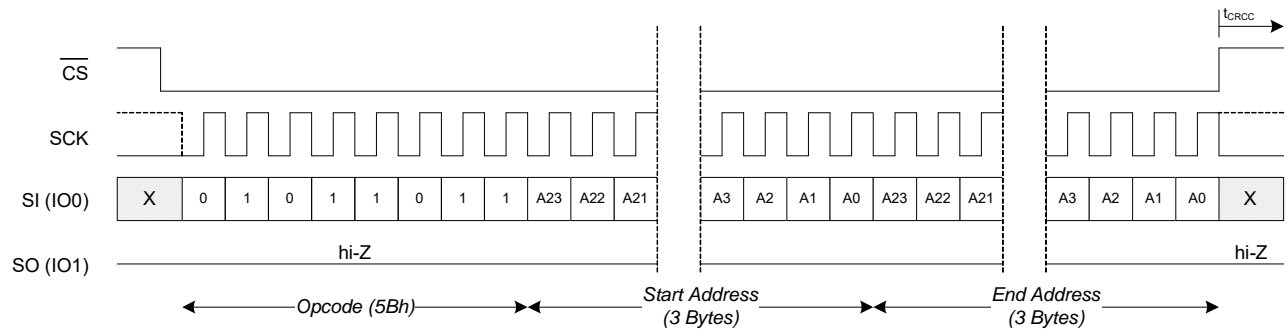 tCRCC
CS
SCK
SI (IO0) X 0 1 0 1 1 0 1 1 A23 A22 A21 A3 A2 A1 A0 A23 A22 A21 A3 A2 A1 A0 X
hi-Z hi-Z
SO (IO1)
Opcode (5Bh) Start Address End Address
(3 Bytes) (3 Bytes)